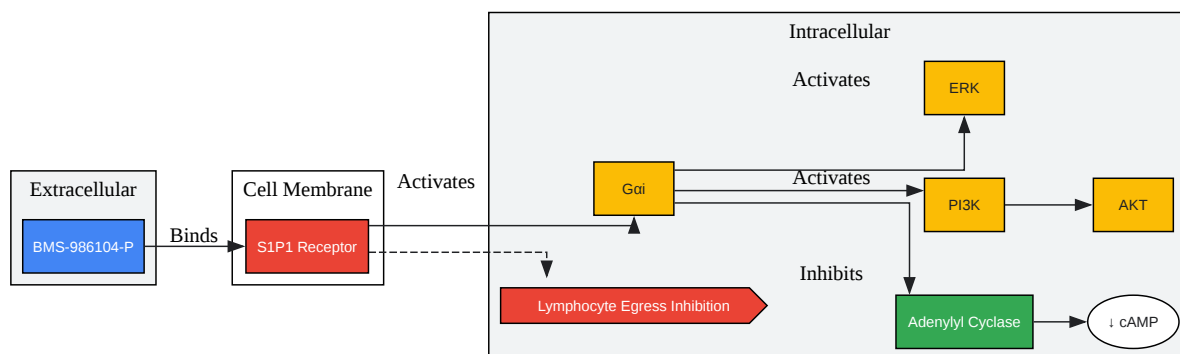 Intracellular
Activates
ERK
Extracellular
Cell Membrane
Activates
Gαi
Activates
PI3K
AKT
BMS-986104-P
Binds
S1P1 Receptor
Inhibits
Lymphocyte Egress Inhibition
Adenylyl Cyclase
↓ cAMP